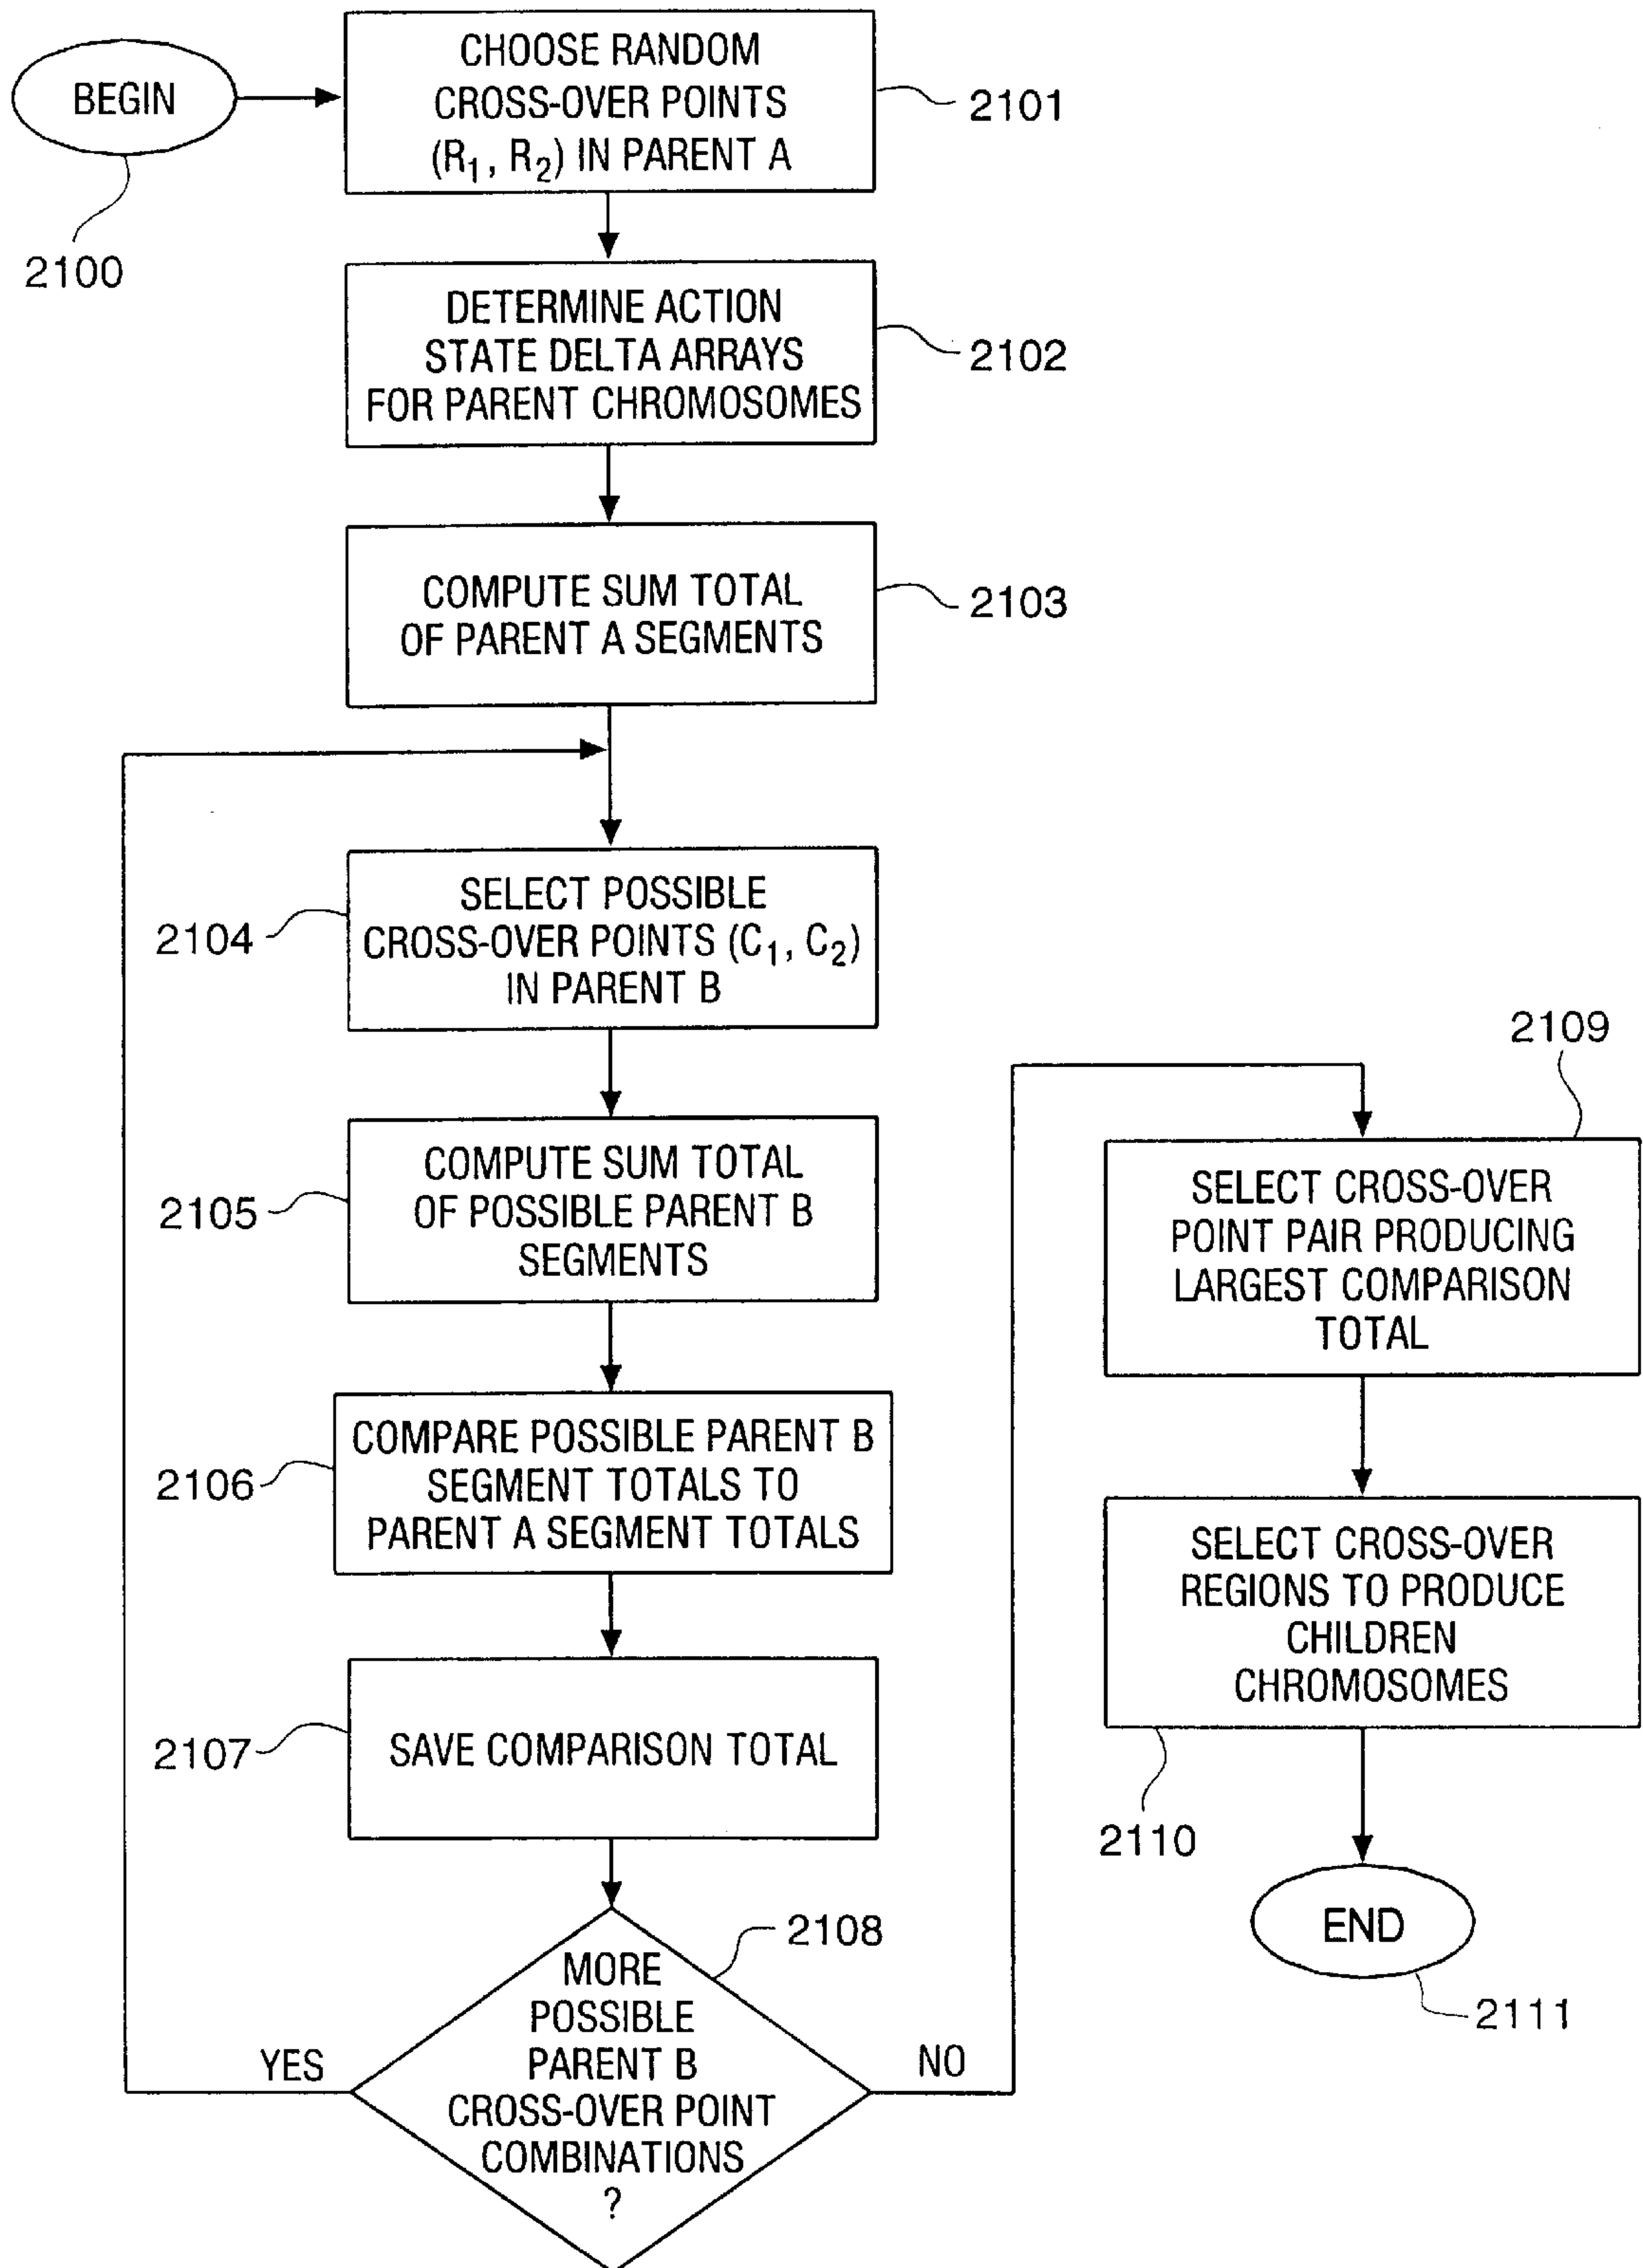 BEGIN
2100
CHOOSE RANDOM
CROSS-OVER POINTS
(R1, R2) IN PARENT A
2101
DETERMINE ACTION
STATE DELTA ARRAYS
FOR PARENT CHROMOSOMES
2102
COMPUTE SUM TOTAL
OF PARENT A SEGMENTS
2103
SELECT POSSIBLE
CROSS-OVER POINTS (C1, C2)
IN PARENT B
2104
COMPUTE SUM TOTAL
OF POSSIBLE PARENT B
SEGMENTS
2105
COMPARE POSSIBLE PARENT B
SEGMENT TOTALS TO
PARENT A SEGMENT TOTALS
2106
SAVE COMPARISON TOTAL
2107
MORE
POSSIBLE
PARENT B
CROSS-OVER POINT
COMBINATIONS
?
2108
YES
NO
2109
SELECT CROSS-OVER
POINT PAIR PRODUCING
LARGEST COMPARISON
TOTAL
SELECT CROSS-OVER
REGIONS TO PRODUCE
CHILDREN
CHROMOSOMES
2110
END
2111